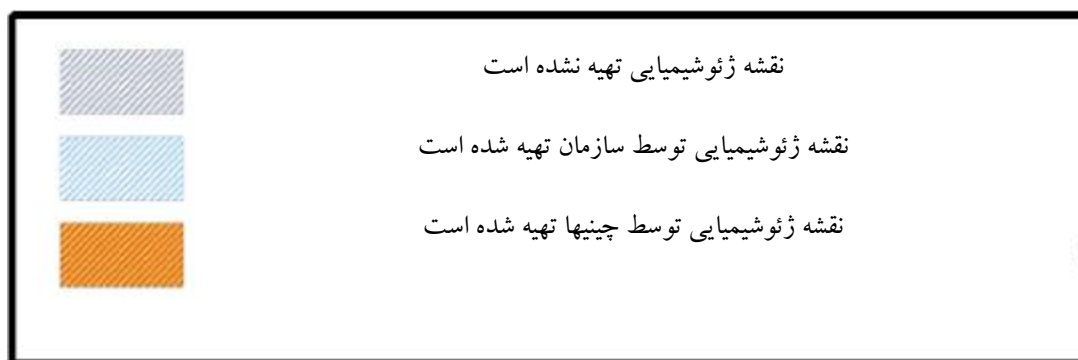 نقشه ژئوشیمیایی تهیه نشده است
نقشه ژئوشیمیایی توسط سازمان تهیه شده است
نقشه ژئوشیمیایی توسط چینیها تهیه شده است